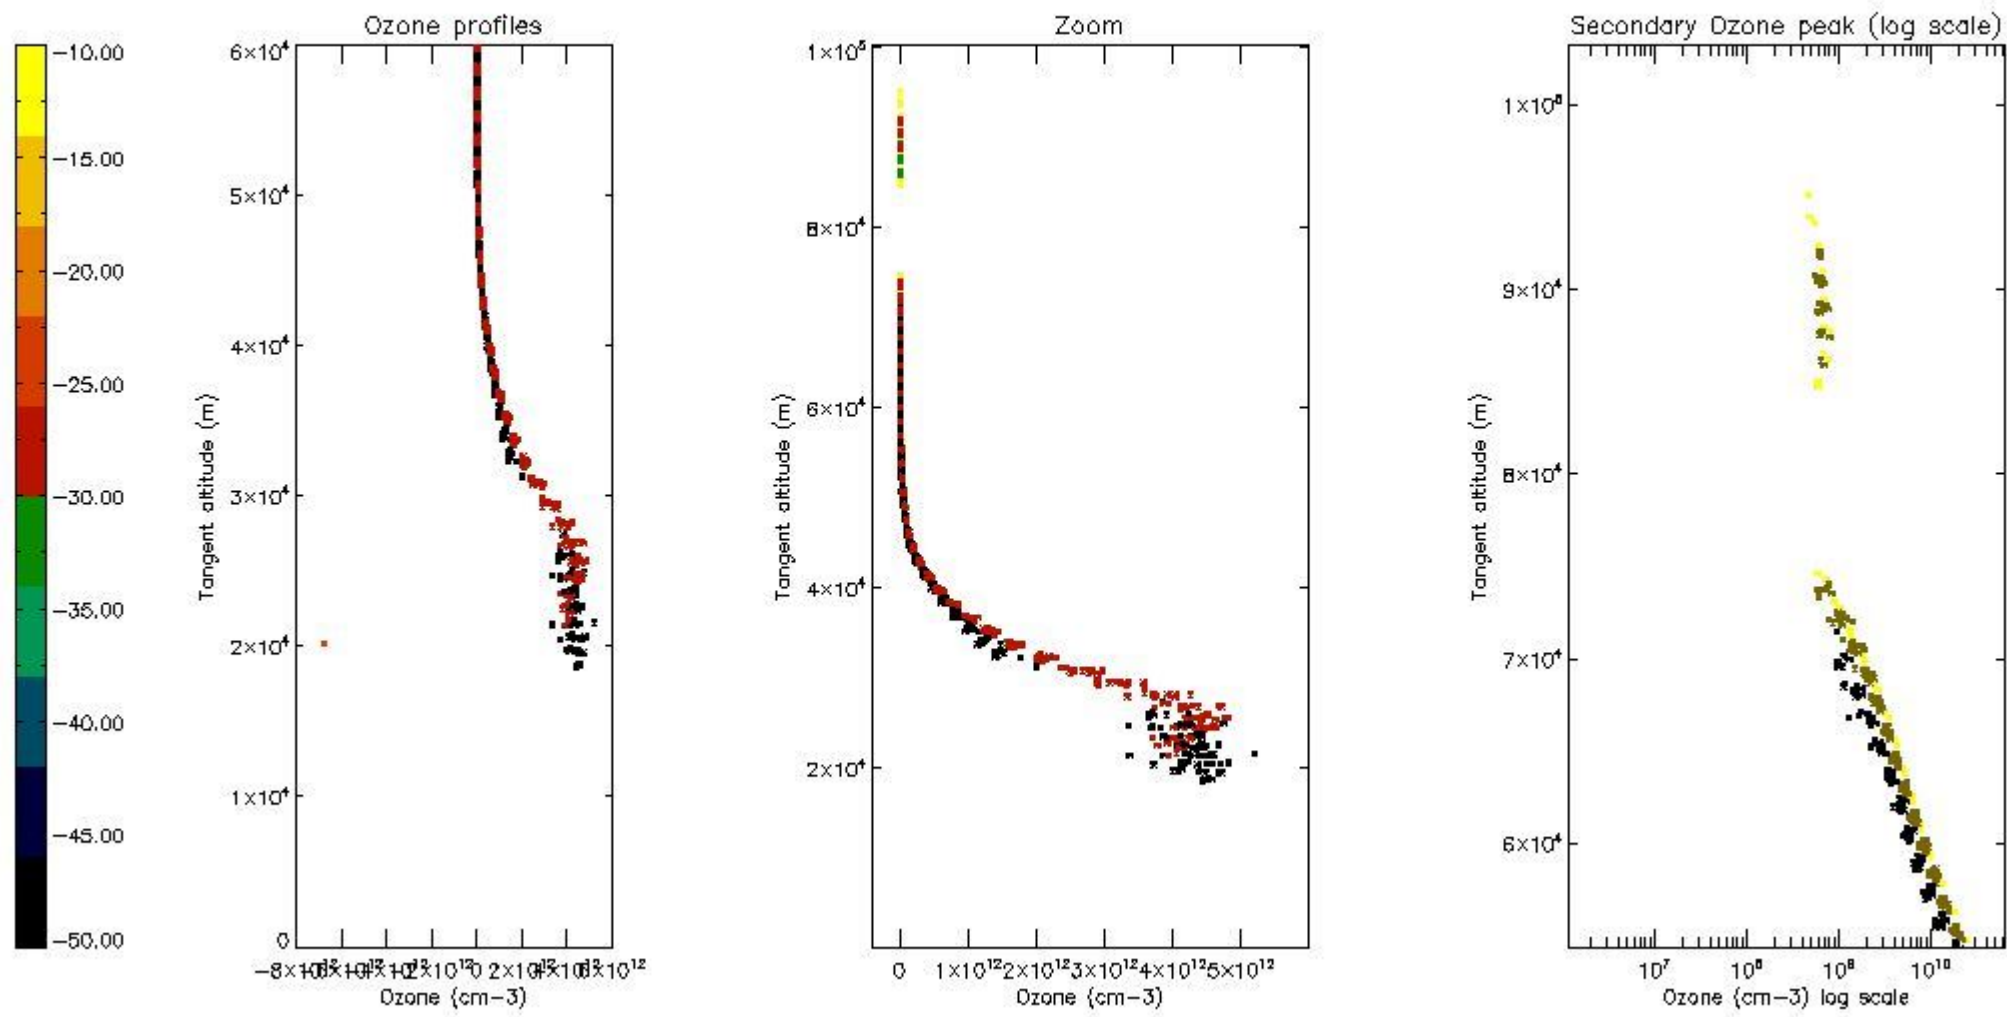 Ozone profiles
Zoom
Secondary Ozone peak (log scale)
−10.00
−15.00
−20.00
−25.00
−30.00
−35.00
−40.00
−45.00
−50.00
6×10⁴
5×10⁴
4×10⁴
3×10⁴
2×10⁴
1×10⁴
0
Tangent altitude (m)
0
6×10¹²
Ozone (cm−3)
1×10⁵
8×10⁴
6×10⁴
4×10⁴
2×10⁴
Tangent altitude (m)
0 1×10¹² 2×10¹² 3×10¹² 4×10¹² 5×10¹²
Ozone (cm−3)
9×10⁴
8×10⁴
7×10⁴
6×10⁴
Tangent altitude (m)
10⁷ 10⁹ 10¹⁰
Ozone (cm−3) log scale